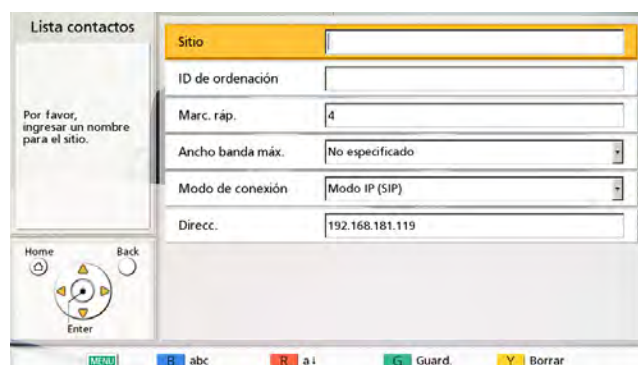 Lista contactos
Por favor,
ingresar un nombre
para el sitio.
Sitio
ID de ordenación
Marc. ráp.
4
Ancho banda máx.
No especificado
Modo de conexión
Modo IP (SIP)
Direcc.
192.168.181.119
Home
Back
Enter
MENU
B abc
R a↓
G Guard.
Y Borrar